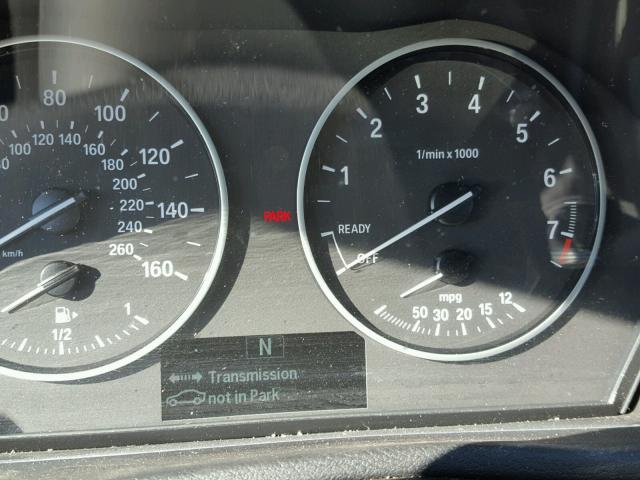 80
100
120
140
160
100 120 140
160
180
200
220
240
260
km/h
1/2
1
PARK
1
2
3
4
5
6
7
1/min x 1000
READY
OFF
mpg
50 30 20 15 12
N
Transmission
not in Park